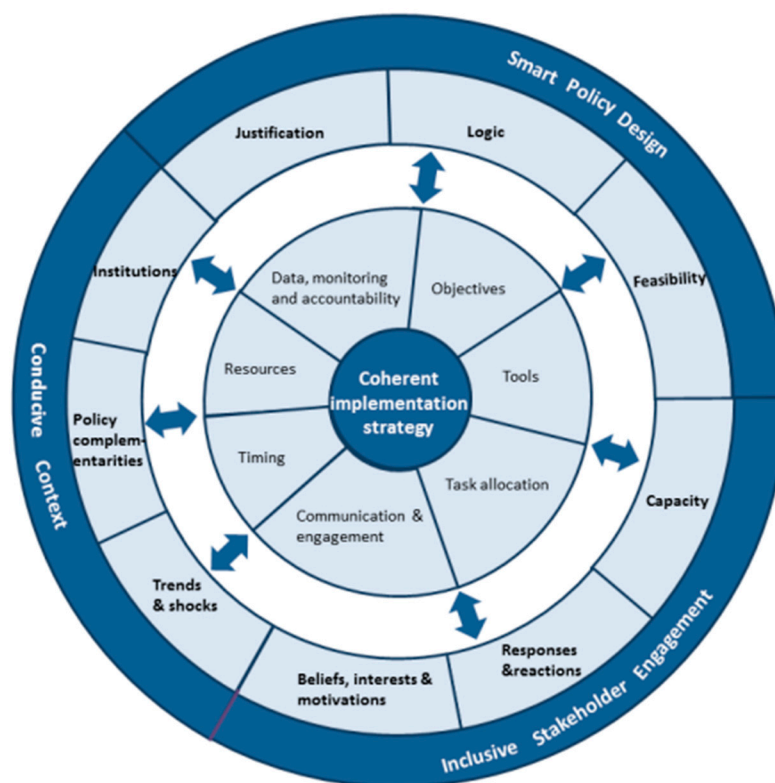 Smart Policy Design
Justification
Logic
Feasibility
Institutions
Data, monitoring
and accountability
Objectives
Resources
Tools
Coherent
implementation
strategy
Conducive Context
Policy
complem-
entarities
Timing
Task allocation
Capacity
Communication &
engagement
Trends
& shocks
Beliefs, interests &
motivations
Responses
&reactions
Inclusive Stakeholder Engagement